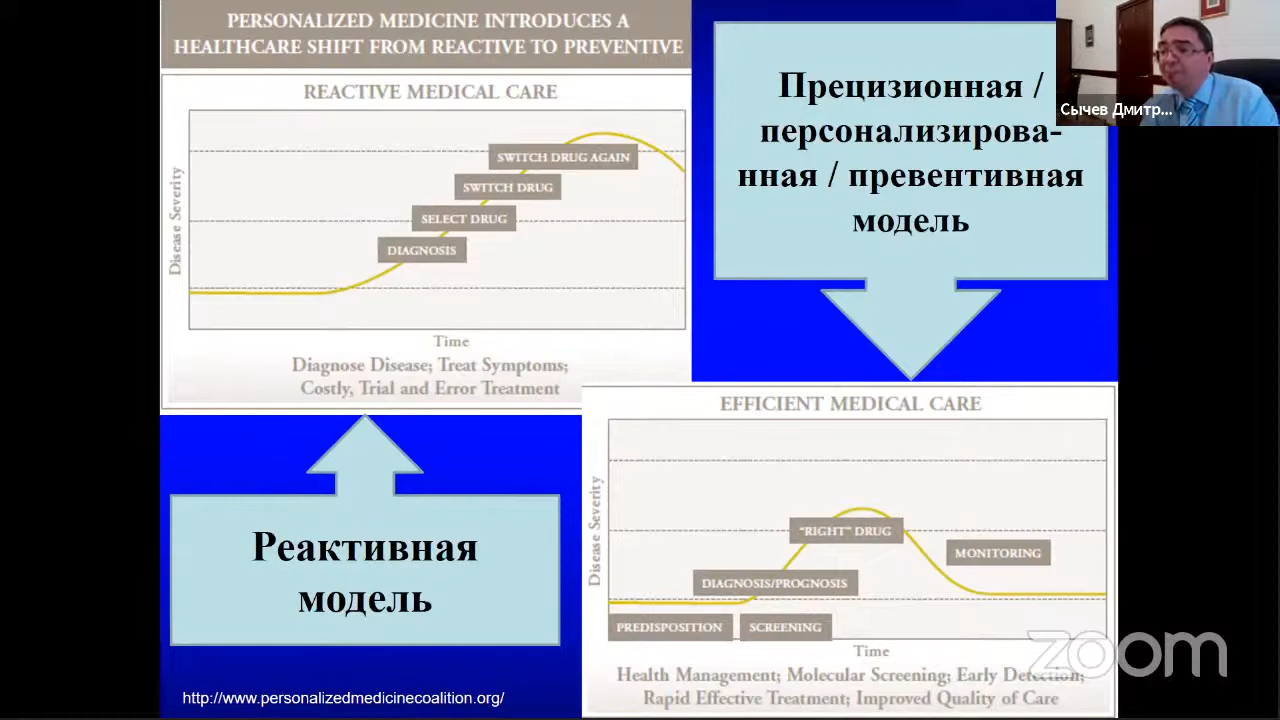 PERSONALIZED MEDICINE INTRODUCES A
HEALTHCARE SHIFT FROM REACTIVE TO PREVENTIVE
REACTIVE MEDICAL CARE
Disease Severity
SWITCH DRUG AGAIN
SWITCH DRUG
SELECT DRUG
DIAGNOSIS
Time
Diagnose Disease; Treat Symptoms;
Costly, Trial and Error Treatment
Прецизионная /
персонализирова-
нная / превентивная
модель
Сычев Дмитр...
Реактивная
модель
http://www.personalizedmedicinecoalition.org/
EFFICIENT MEDICAL CARE
Disease Severity
"RIGHT" DRUG
MONITORING
DIAGNOSIS/PROGNOSIS
PREDISPOSITION
SCREENING
Time
Health Management; Molecular Screening; Early Detection;
Rapid Effective Treatment; Improved Quality of Care
zoom